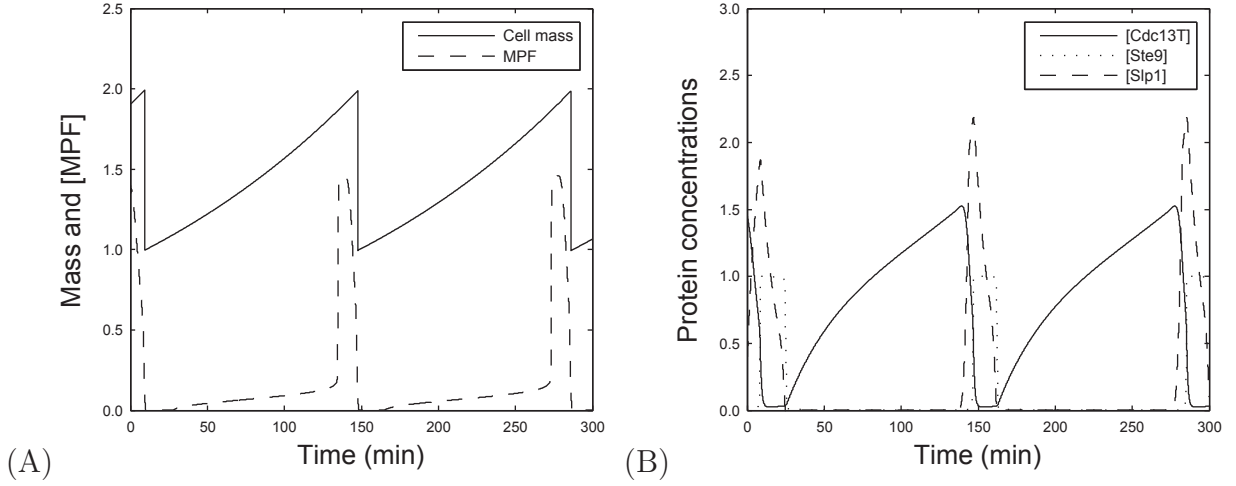 2.5
2.0
1.5
1.0
0.5
0.0
0
50
100
150
200
250
300
Mass and [MPF]
Time (min)
Cell mass
MPF
(A)
3.0
2.5
2.0
1.5
1.0
0.5
0.0
0
50
100
150
200
250
300
Protein concentrations
Time (min)
[Cdc13T]
[Ste9]
[Slp1]
(B)